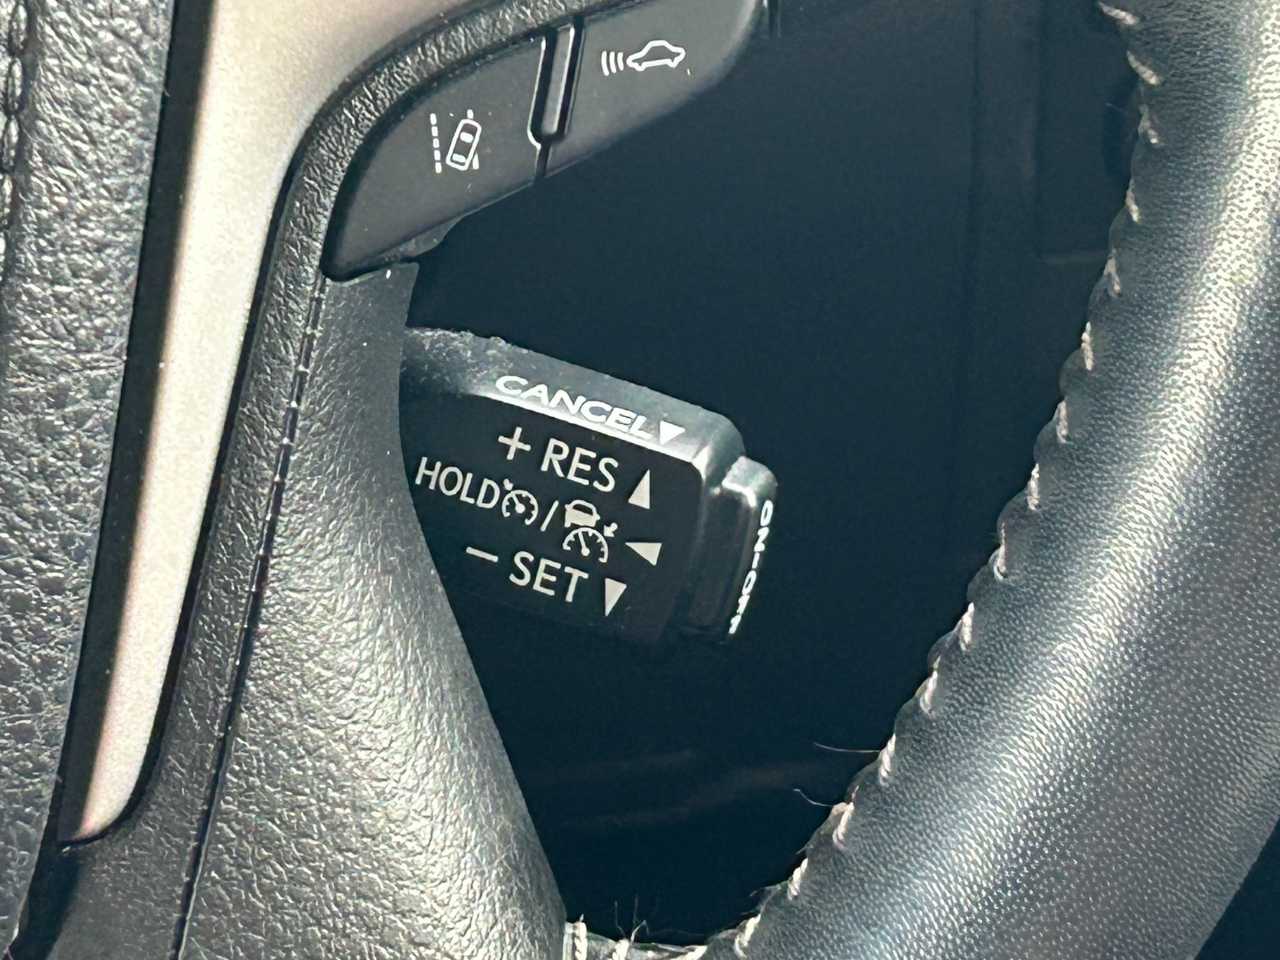 CANCEL▼
+ RES ▲
HOLD / ◀
− SET ▼
ON-OFF